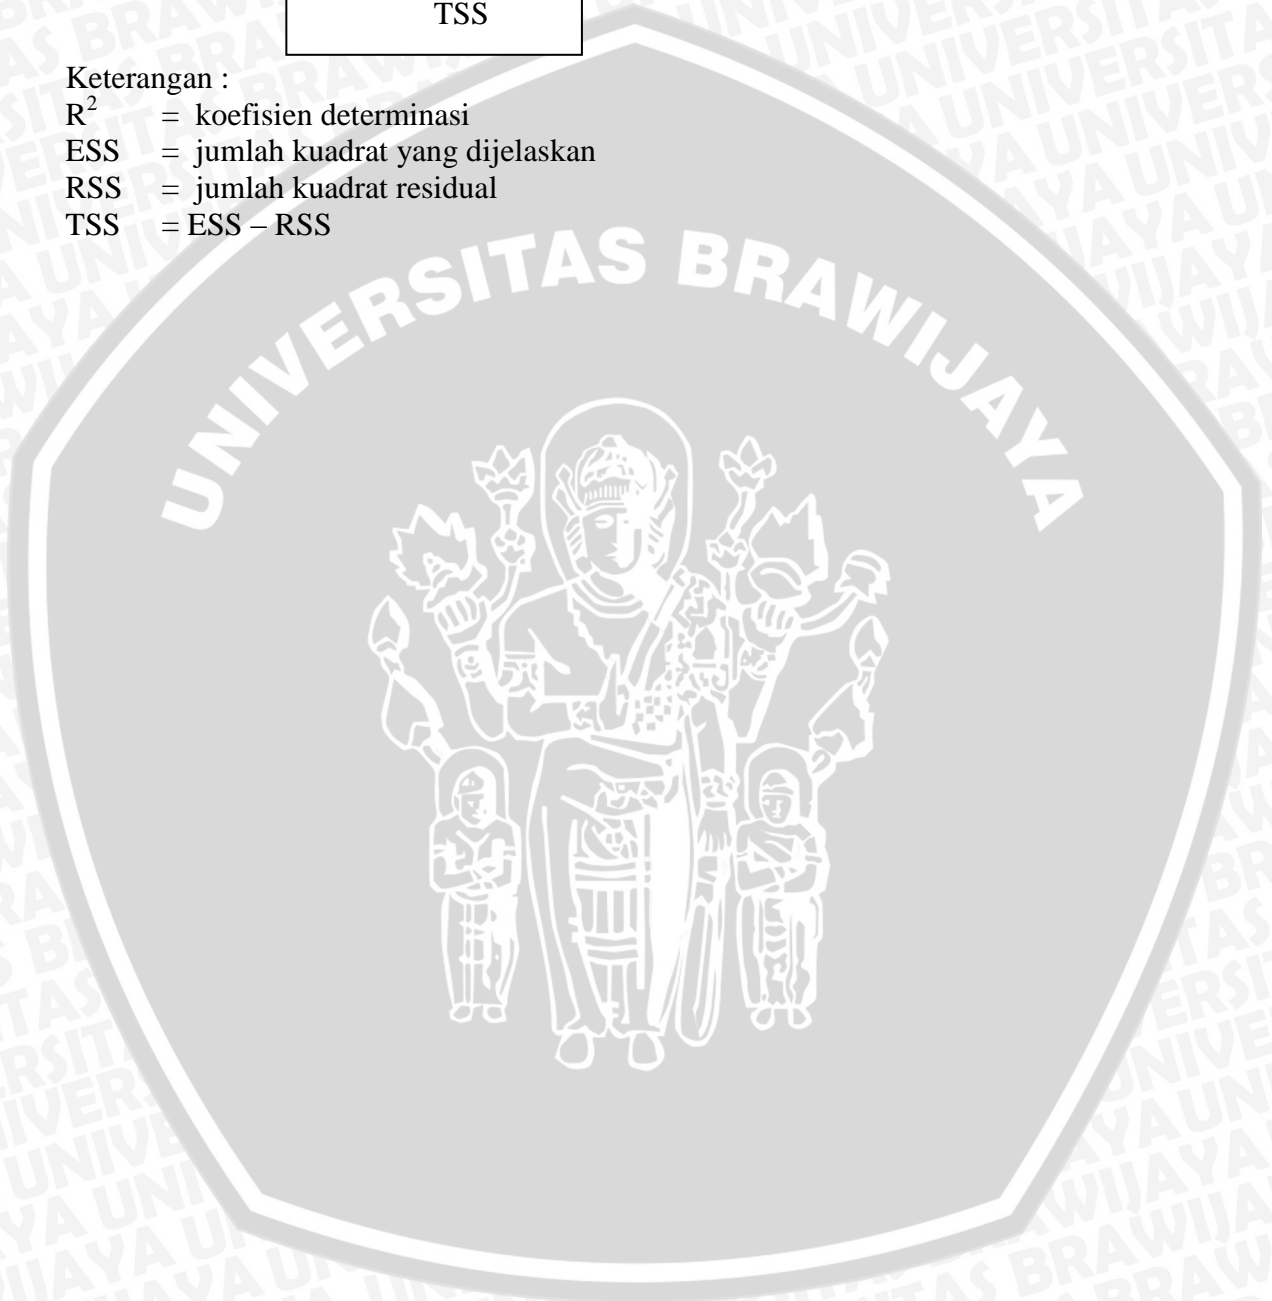 TSS
Keterangan :
R² = koefisien determinasi
ESS = jumlah kuadrat yang dijelaskan
RSS = jumlah kuadrat residual
TSS = ESS – RSS
UNIVERSITAS BRAWIJAYA